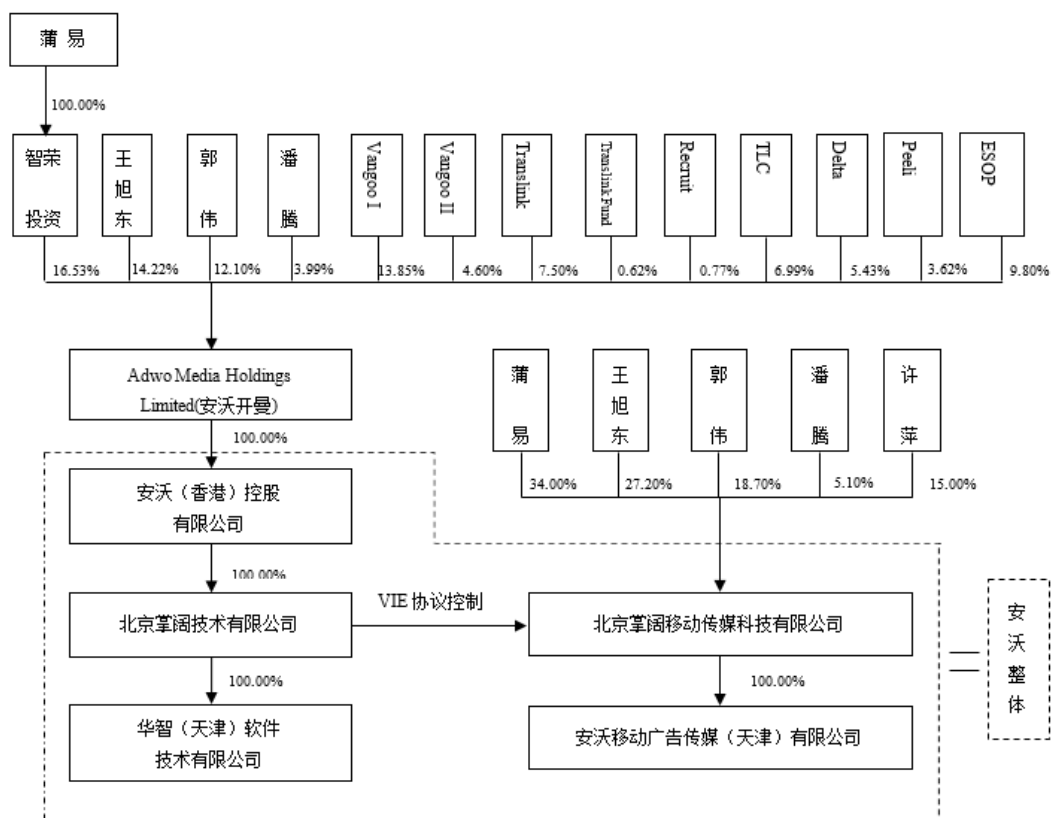 蒲 易
100.00%
智荣
投资
王旭东
郭伟
潘腾
Vangoo I
Vangoo II
Translink
Translink Fund
Recruit
TLC
Delta
Peeli
ESOP
16.53%
14.22%
12.10%
3.99%
13.85%
4.60%
7.50%
0.62%
0.77%
6.99%
5.43%
3.62%
9.80%
Adwo Media Holdings
Limited(安沃开曼)
100.00%
蒲易
王旭东
郭伟
潘腾
许萍
34.00%
27.20%
18.70%
5.10%
15.00%
安沃（香港）控股
有限公司
100.00%
北京掌阔技术有限公司
VIE 协议控制
北京掌阔移动传媒科技有限公司
安沃整体
100.00%
100.00%
华智（天津）软件
技术有限公司
安沃移动广告传媒（天津）有限公司